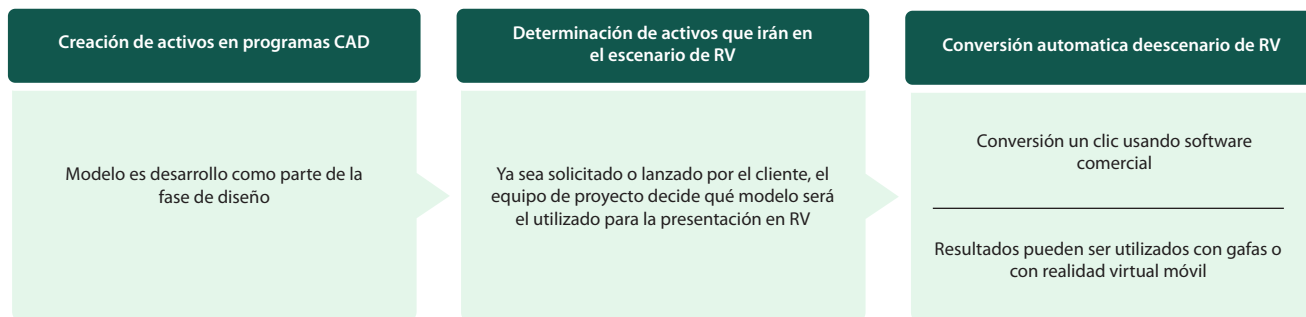 Creación de activos en programas CAD
Modelo es desarrollo como parte de la
fase de diseño
Determinación de activos que irán en
el escenario de RV
Ya sea solicitado o lanzado por el cliente, el
equipo de proyecto decide qué modelo será
el utilizado para la presentación en RV
Conversión automatica deescenario de RV
Conversión un clic usando software
comercial
Resultados pueden ser utilizados con gafas o
con realidad virtual móvil